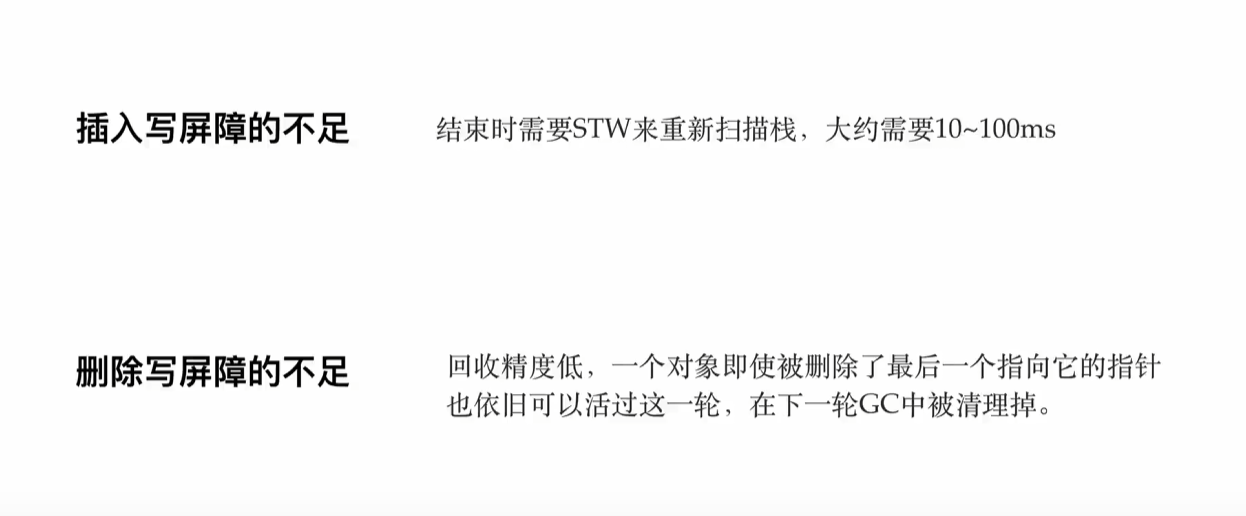 插入写屏障的不足
结束时需要STW来重新扫描栈，大约需要10~100ms
删除写屏障的不足
回收精度低，一个对象即使被删除了最后一个指向它的指针
也依旧可以活过这一轮，在下一轮GC中被清理掉。